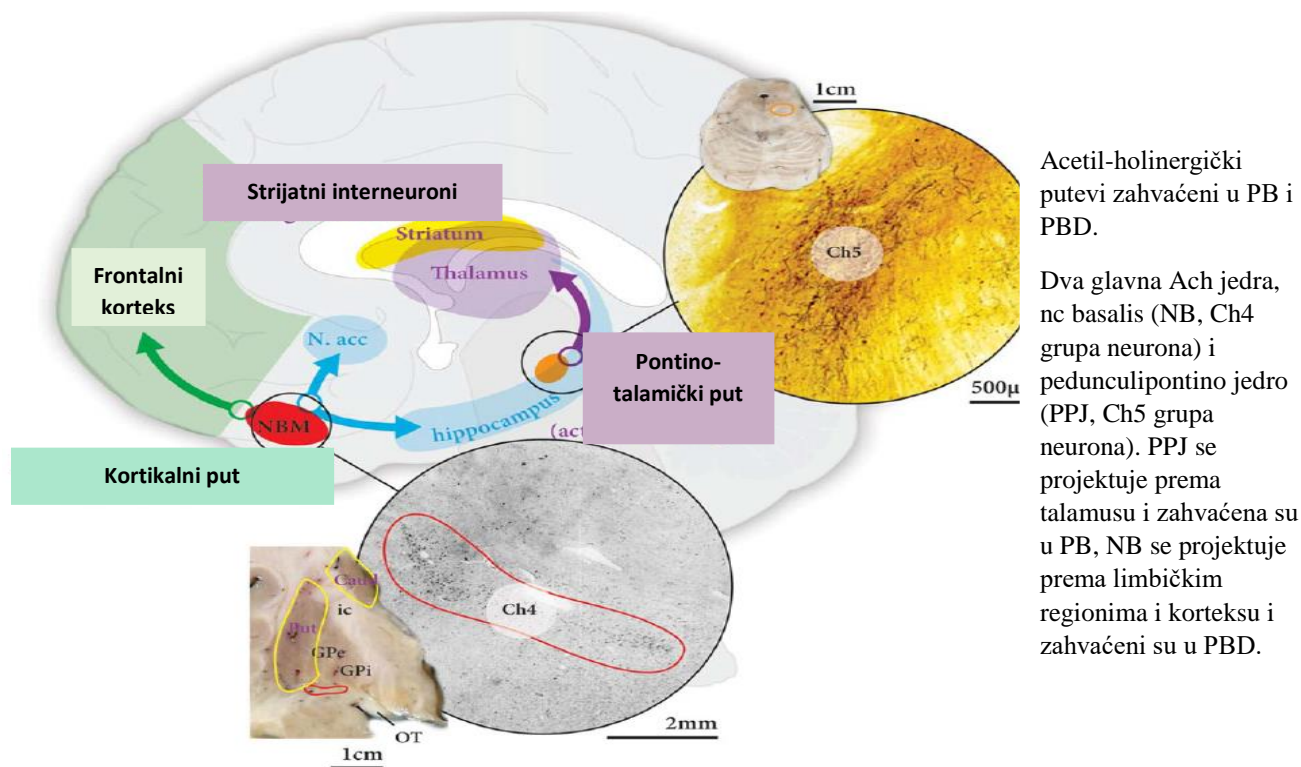 1cm
Strijatni interneuroni
Striatum
Ch5
Thalamus
Frontalni
korteks
N. acc
Pontino-
talamički put
500μ
NBM
hippocampus
(act
Kortikalni put
Caud
ic
Put
Ch4
GPe
GPi
OT
2mm
1cm
Acetil-holinergički
putevi zahvaćeni u PB i
PBD.
Dva glavna Ach jedra,
nc basalis (NB, Ch4
grupa neurona) i
pedunculipontino jedro
(PPJ, Ch5 grupa
neurona). PPJ se
projektuje prema
talamusu i zahvaćena su
u PB, NB se projektuje
prema limbičkim
regionima i korteksu i
zahvaćeni su u PBD.